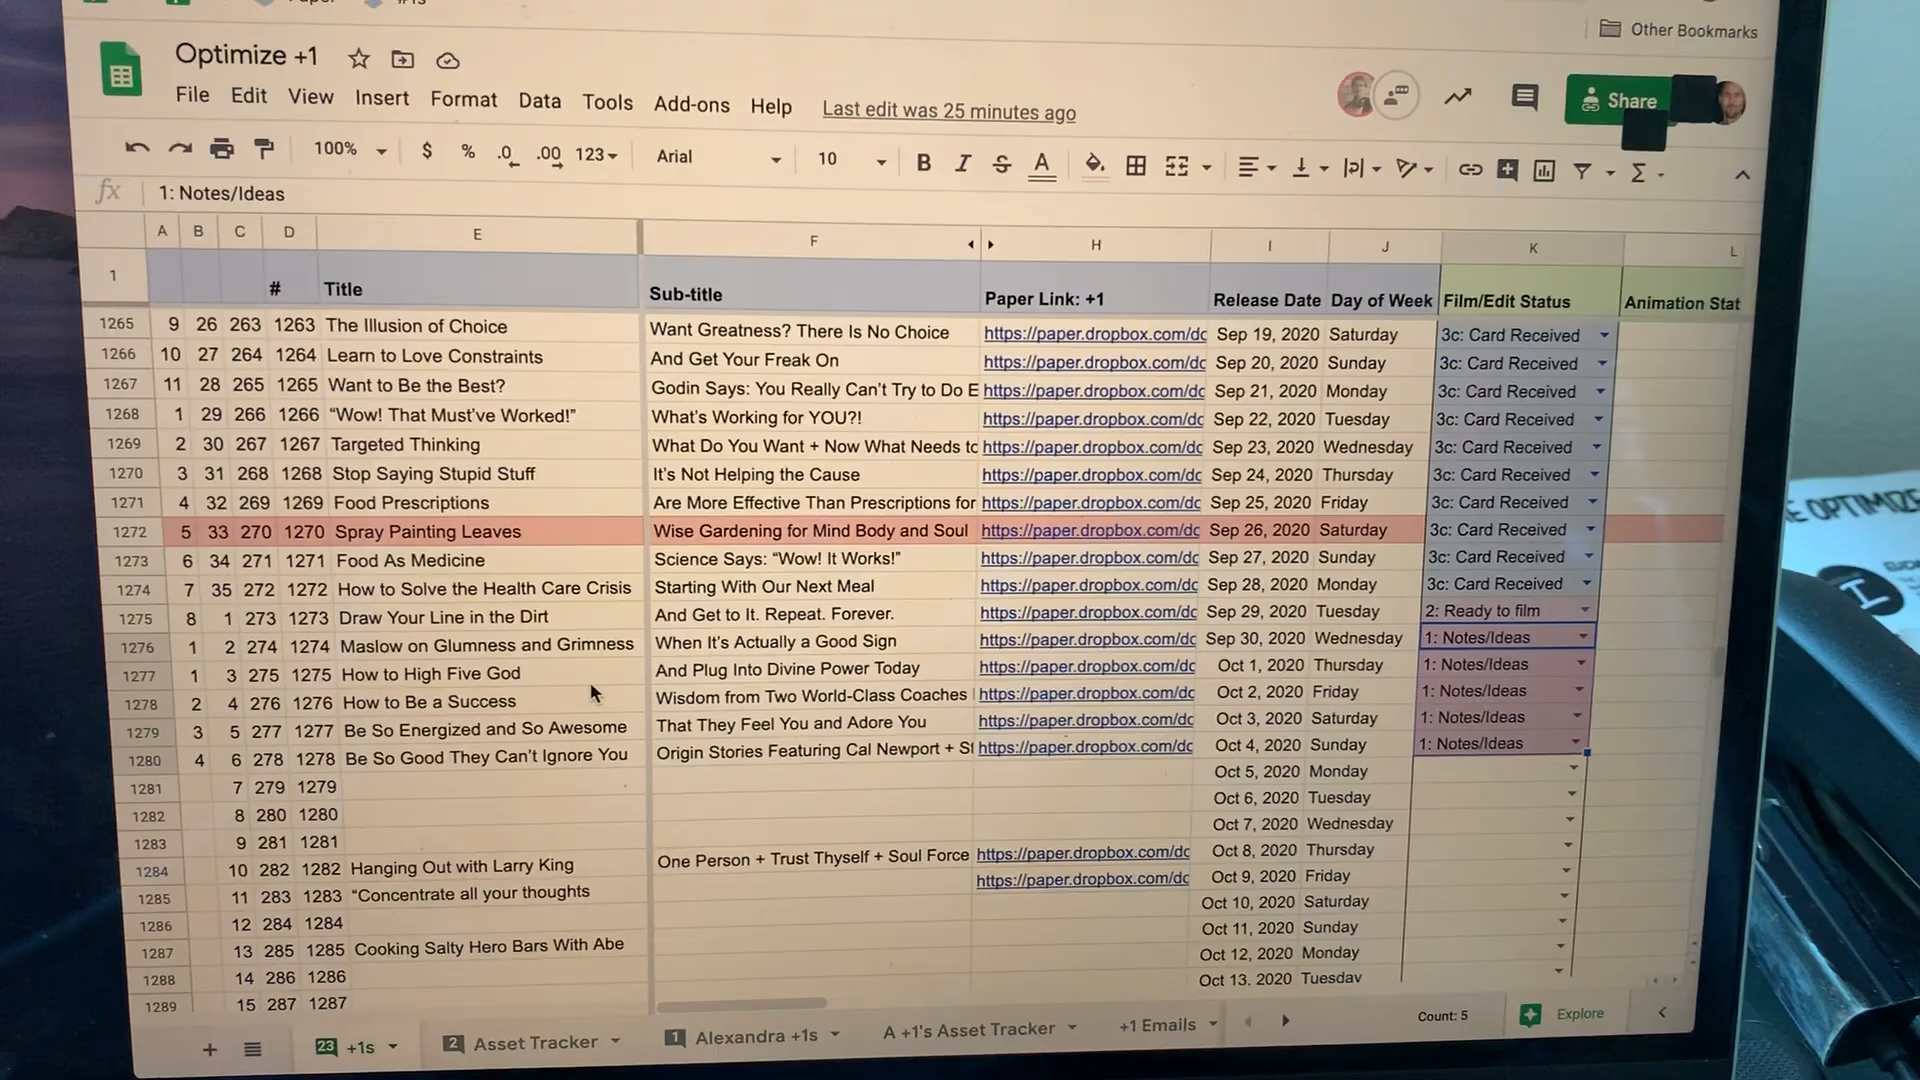 Other Bookmarks
Optimize +1
File Edit View Insert Format Data Tools Add-ons Help Last edit was 25 minutes ago
Share
100% $ % .0 .00 123 Arial 10 B I S A
fx 1: Notes/Ideas
A B C D E F H I J K L
1 # Title Sub-title Paper Link: +1 Release Date Day of Week Film/Edit Status Animation Stat
1265 9 26 263 1263 The Illusion of Choice Want Greatness? There Is No Choice https://paper.dropbox.com/dc Sep 19, 2020 Saturday 3c: Card Received
1266 10 27 264 1264 Learn to Love Constraints And Get Your Freak On https://paper.dropbox.com/dc Sep 20, 2020 Sunday 3c: Card Received
1267 11 28 265 1265 Want to Be the Best? Godin Says: You Really Can't Try to Do E https://paper.dropbox.com/dc Sep 21, 2020 Monday 3c: Card Received
1268 1 29 266 1266 “Wow! That Must've Worked!” What's Working for YOU?! https://paper.dropbox.com/dc Sep 22, 2020 Tuesday 3c: Card Received
1269 2 30 267 1267 Targeted Thinking What Do You Want + Now What Needs to https://paper.dropbox.com/dc Sep 23, 2020 Wednesday 3c: Card Received
1270 3 31 268 1268 Stop Saying Stupid Stuff It's Not Helping the Cause https://paper.dropbox.com/dc Sep 24, 2020 Thursday 3c: Card Received
1271 4 32 269 1269 Food Prescriptions Are More Effective Than Prescriptions for https://paper.dropbox.com/dc Sep 25, 2020 Friday 3c: Card Received
1272 5 33 270 1270 Spray Painting Leaves Wise Gardening for Mind Body and Soul https://paper.dropbox.com/dc Sep 26, 2020 Saturday 3c: Card Received
1273 6 34 271 1271 Food As Medicine Science Says: “Wow! It Works!” https://paper.dropbox.com/dc Sep 27, 2020 Sunday 3c: Card Received
1274 7 35 272 1272 How to Solve the Health Care Crisis Starting With Our Next Meal https://paper.dropbox.com/dc Sep 28, 2020 Monday 3c: Card Received
1275 8 1 273 1273 Draw Your Line in the Dirt And Get to It. Repeat. Forever. https://paper.dropbox.com/dc Sep 29, 2020 Tuesday 2: Ready to film
1276 1 2 274 1274 Maslow on Glumness and Grimness When It's Actually a Good Sign https://paper.dropbox.com/dc Sep 30, 2020 Wednesday 1: Notes/Ideas
1277 1 3 275 1275 How to High Five God And Plug Into Divine Power Today https://paper.dropbox.com/dc Oct 1, 2020 Thursday 1: Notes/Ideas
1278 2 4 276 1276 How to Be a Success Wisdom from Two World-Class Coaches https://paper.dropbox.com/dc Oct 2, 2020 Friday 1: Notes/Ideas
1279 3 5 277 1277 Be So Energized and So Awesome That They Feel You and Adore You https://paper.dropbox.com/dc Oct 3, 2020 Saturday 1: Notes/Ideas
1280 4 6 278 1278 Be So Good They Can't Ignore You Origin Stories Featuring Cal Newport + St https://paper.dropbox.com/dc Oct 4, 2020 Sunday 1: Notes/Ideas
1281 7 279 1279 Oct 5, 2020 Monday
1282 8 280 1280 Oct 6, 2020 Tuesday
1283 9 281 1281 Oct 7, 2020 Wednesday
1284 10 282 1282 Hanging Out with Larry King One Person + Trust Thyself + Soul Force https://paper.dropbox.com/dc Oct 8, 2020 Thursday
1285 11 283 1283 “Concentrate all your thoughts https://paper.dropbox.com/dc Oct 9, 2020 Friday
1286 12 284 1284 Oct 10, 2020 Saturday
1287 13 285 1285 Cooking Salty Hero Bars With Abe Oct 11, 2020 Sunday
1288 14 286 1286 Oct 12, 2020 Monday
1289 15 287 1287 Oct 13, 2020 Tuesday
23 +1s 2 Asset Tracker 1 Alexandra +1s A +1's Asset Tracker +1 Emails Count: 5 Explore
OPTIMIZE